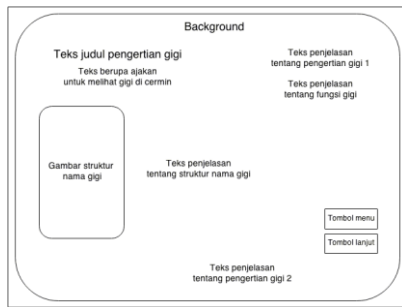 Background
Teks judul pengertian gigi
Teks berupa ajakan
untuk melihat gigi di cermin
Teks penjelasan
tentang pengertian gigi 1
Teks penjelasan
tentang fungsi gigi
Gambar struktur
nama gigi
Teks penjelasan
tentang struktur nama gigi
Tombol menu
Tombol lanjut
Teks penjelasan
tentang pengertian gigi 2